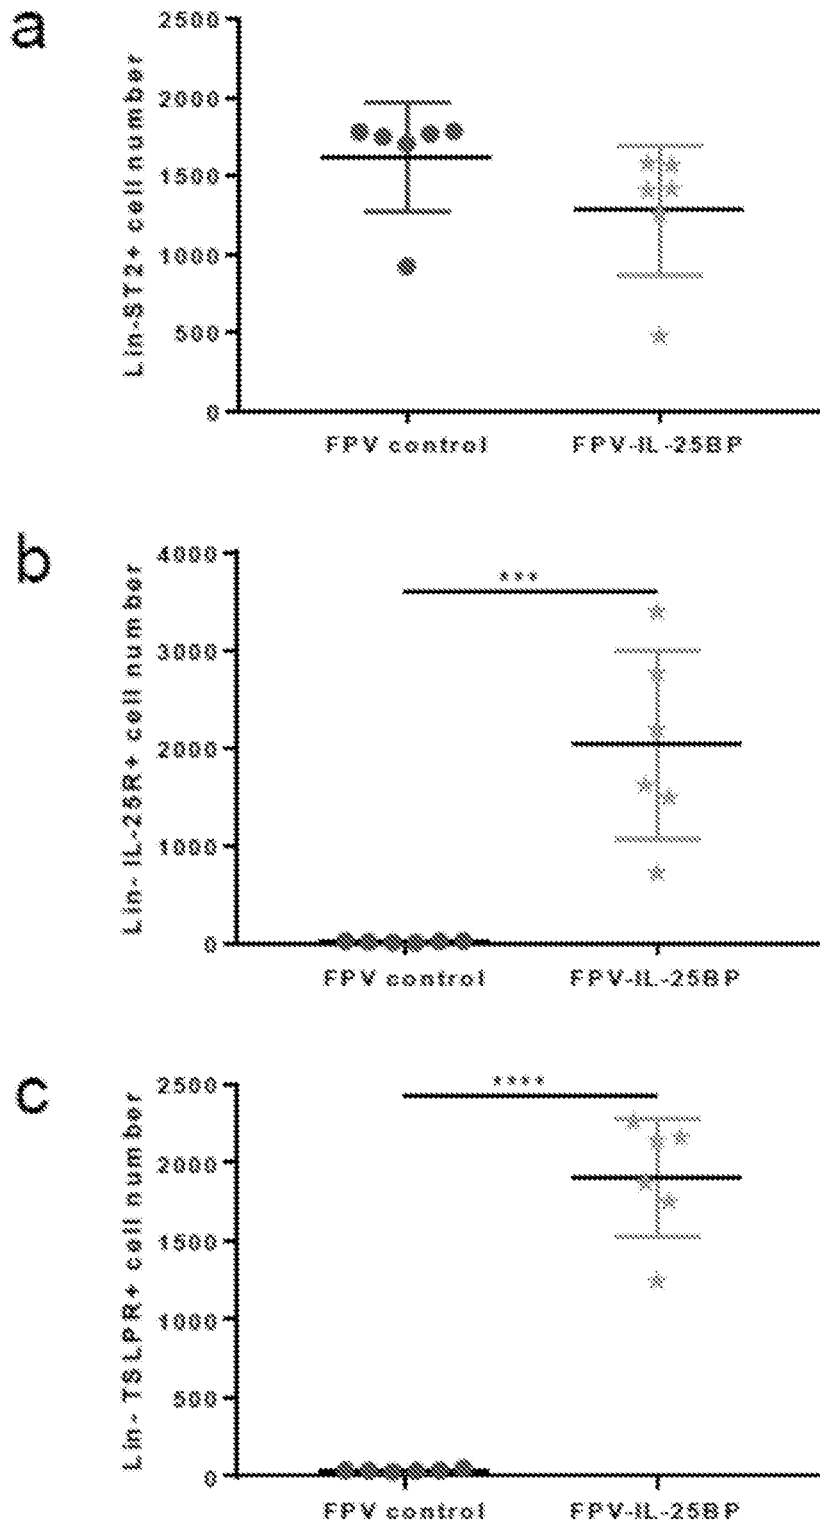 a
Lin-ST2+ cell number
2500
2000
1500
1000
500
0
FPV control
FPV-IL-25BP
b
Lin- IL-25R+ cell number
4000
3000
2000
1000
0
***
FPV control
FPV-IL-25BP
c
Lin- TSLPR+ cell number
2500
2000
1500
1000
500
0
****
FPV control
FPV-IL-25BP